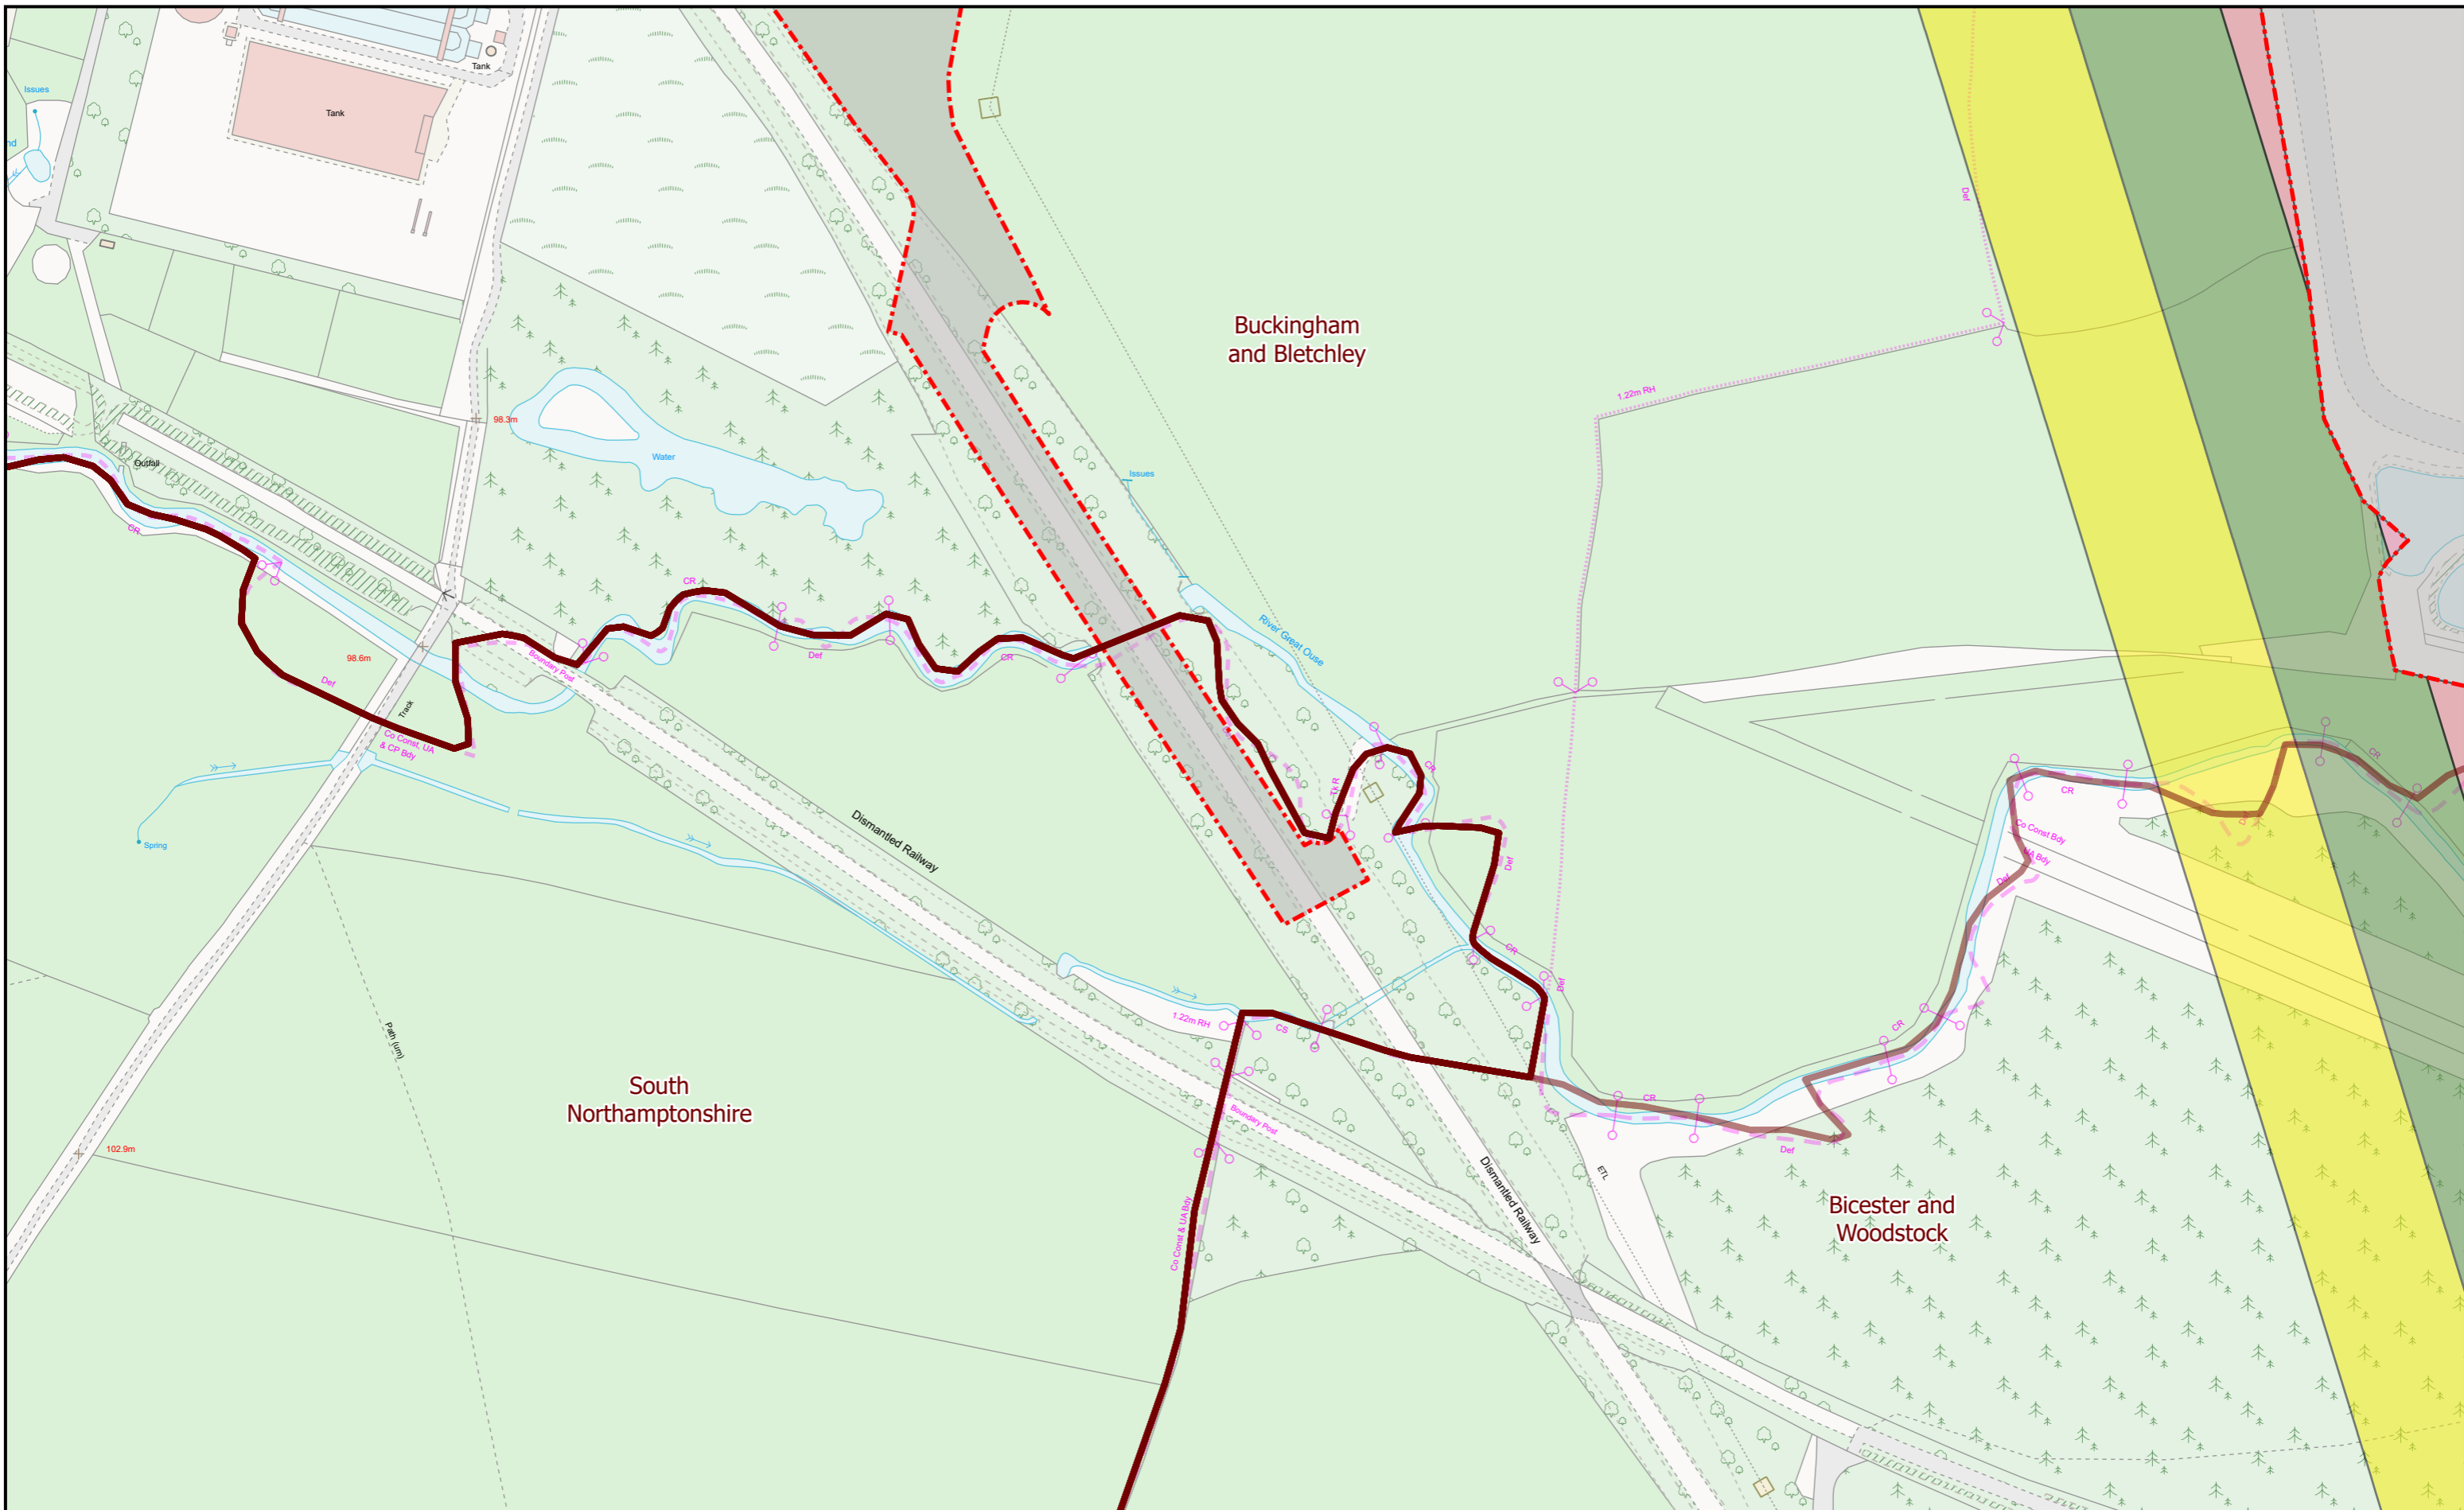 Tank
Issues
Tank
Def
Buckingham
and Bletchley
1.22m RH
98.3m
Outfall
Water
Issues
CR
CR
River Great Ouse
98.6m
Boundary Post
Def
CR
Def
Track
Co Const, UA
& CP Bdy
CR
CR
Tk R
CR
Co Const Bdy
UA Bdy
Def
Spring
Dismantled Railway
Def
Def
CR
Def
1.22m RH
CS
CR
Path (um)
South
Northamptonshire
CR
Boundary Post
Def
102.9m
ETL
Dismantled Railway
Co Const & UA Bdy
Bicester and
Woodstock